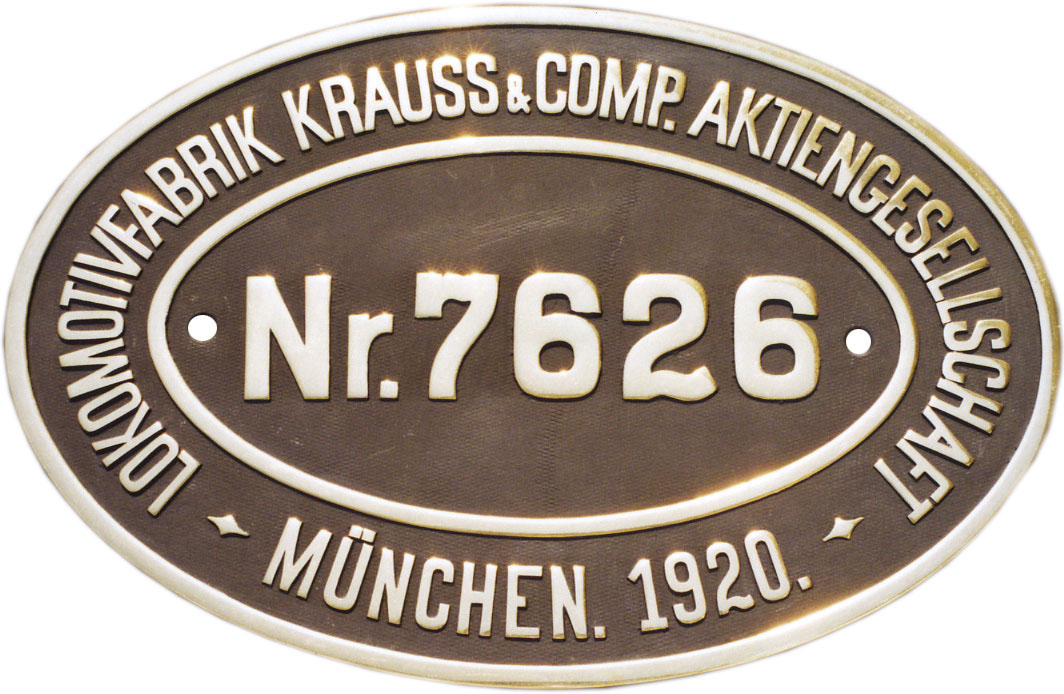 LOKOMOTIVFABRIK KRAUSS & COMP. AKTIENGESELLSCHAFT
Nr. 7626
MÜNCHEN. 1920.